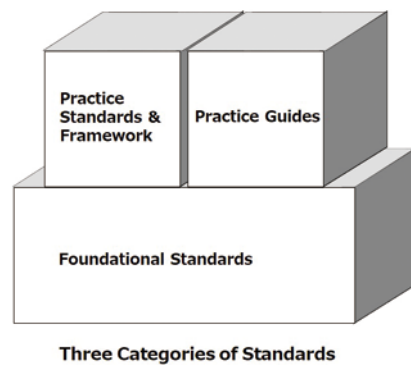 Practice
Standards &
Framework
Practice Guides
Foundational Standards
Three Categories of Standards